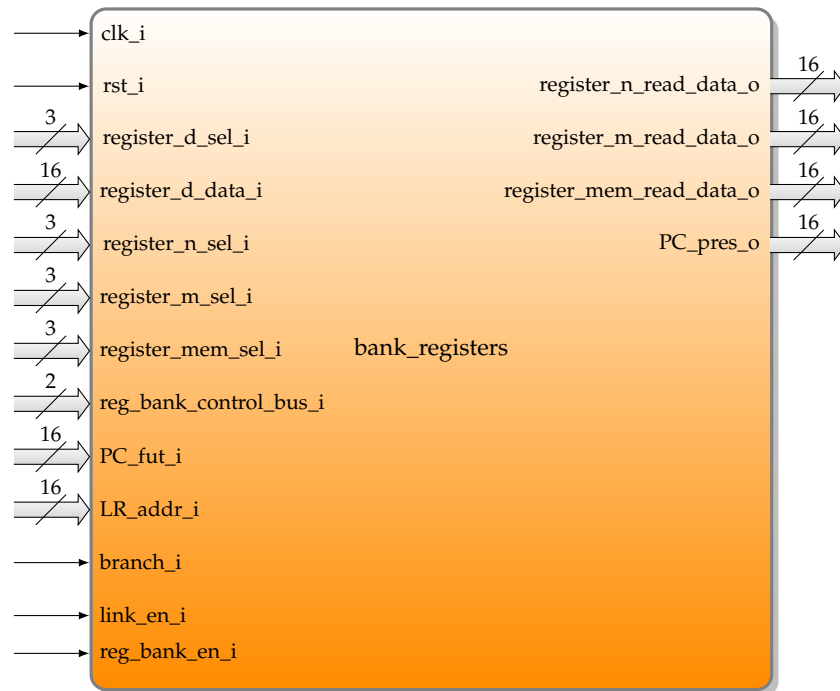 clk_i
rst_i
16
register_n_read_data_o
3
register_d_sel_i
16
register_m_read_data_o
16
register_d_data_i
16
register_mem_read_data_o
3
register_n_sel_i
16
PC_pres_o
3
register_m_sel_i
3
register_mem_sel_i
bank_registers
2
reg_bank_control_bus_i
16
PC_fut_i
16
LR_addr_i
branch_i
link_en_i
reg_bank_en_i